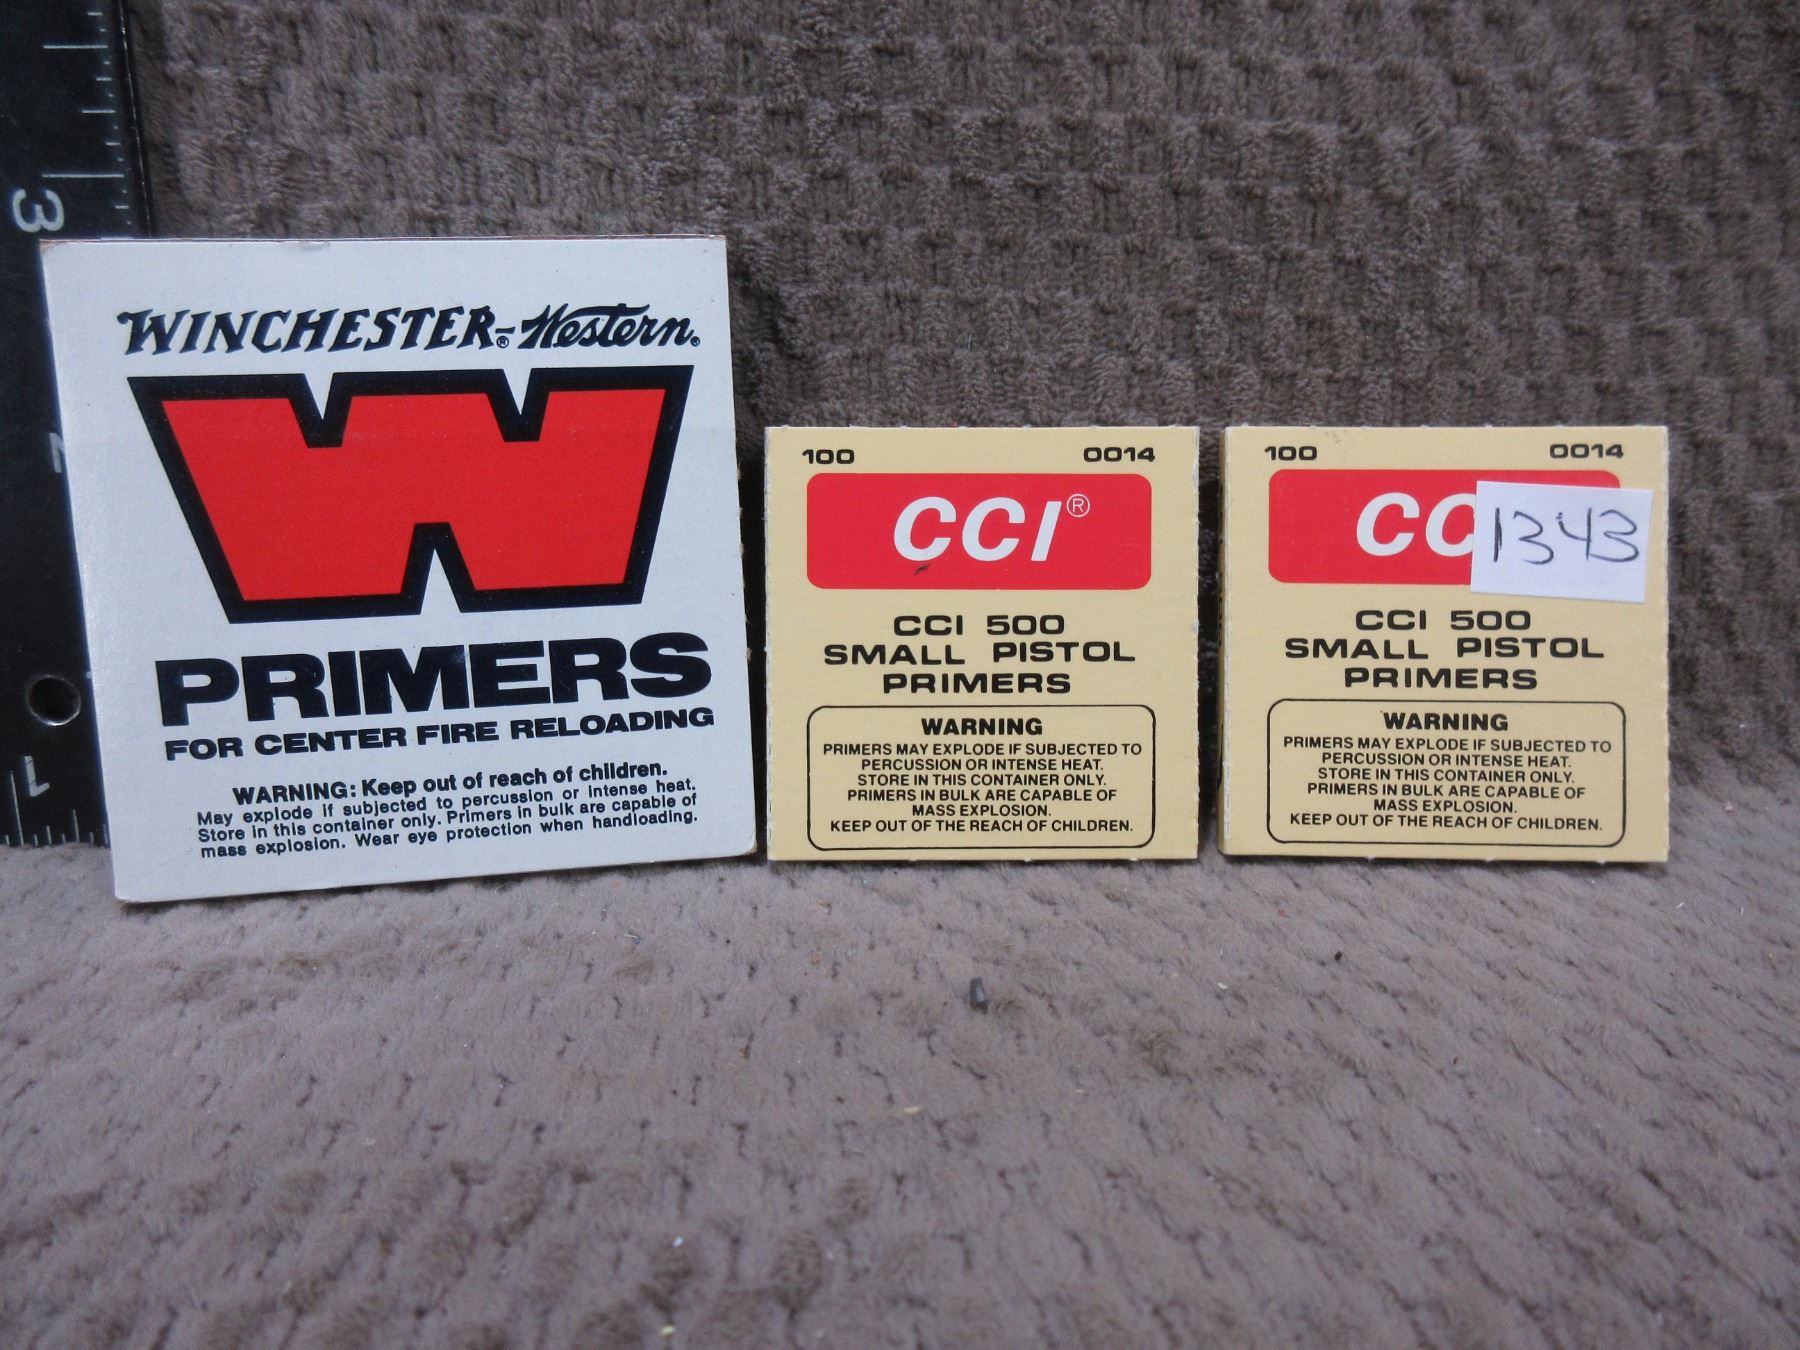 3
2
1
WINCHESTER®-Western®
W
PRIMERS
FOR CENTER FIRE RELOADING
WARNING: Keep out of reach of children.
May explode if subjected to percussion or intense heat.
Store in this container only. Primers in bulk are capable of
mass explosion. Wear eye protection when handloading.
100 0014
CCI®
CCI 500
SMALL PISTOL
PRIMERS
WARNING
PRIMERS MAY EXPLODE IF SUBJECTED TO
PERCUSSION OR INTENSE HEAT.
STORE IN THIS CONTAINER ONLY.
PRIMERS IN BULK ARE CAPABLE OF
MASS EXPLOSION.
KEEP OUT OF THE REACH OF CHILDREN.
100 0014
CC
1343
CCI 500
SMALL PISTOL
PRIMERS
WARNING
PRIMERS MAY EXPLODE IF SUBJECTED TO
PERCUSSION OR INTENSE HEAT.
STORE IN THIS CONTAINER ONLY.
PRIMERS IN BULK ARE CAPABLE OF
MASS EXPLOSION.
KEEP OUT OF THE REACH OF CHILDREN.